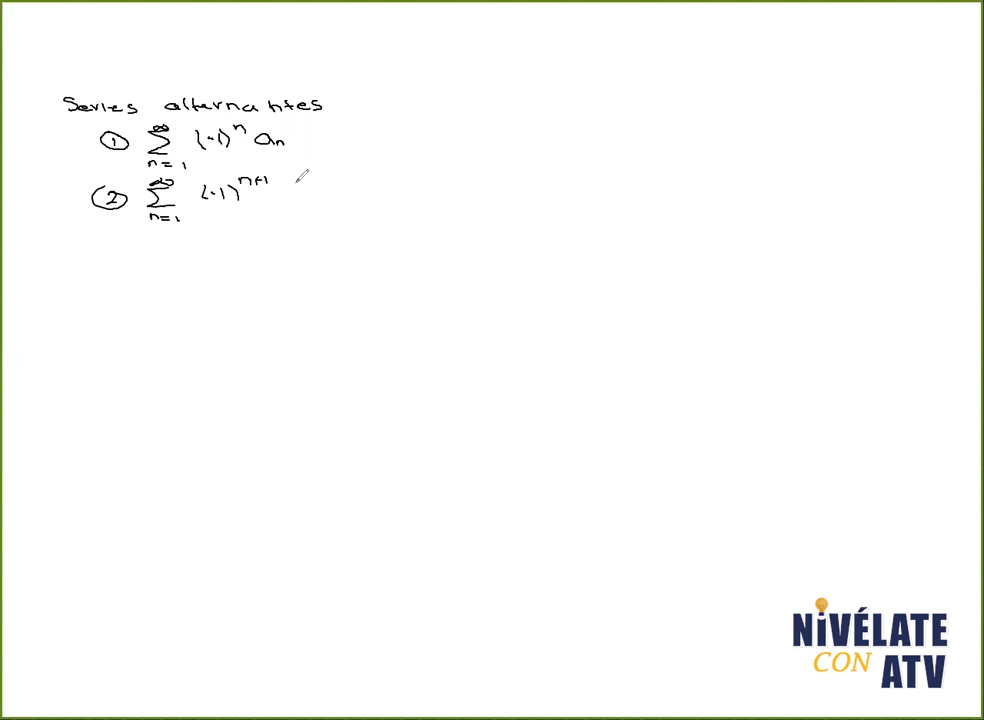 Series alternantes
① ∞ ∑ n=1 (-1)^n an
② ∞ ∑ n=1 (-1)^n+1
NIVÉLATE
CON
ATV